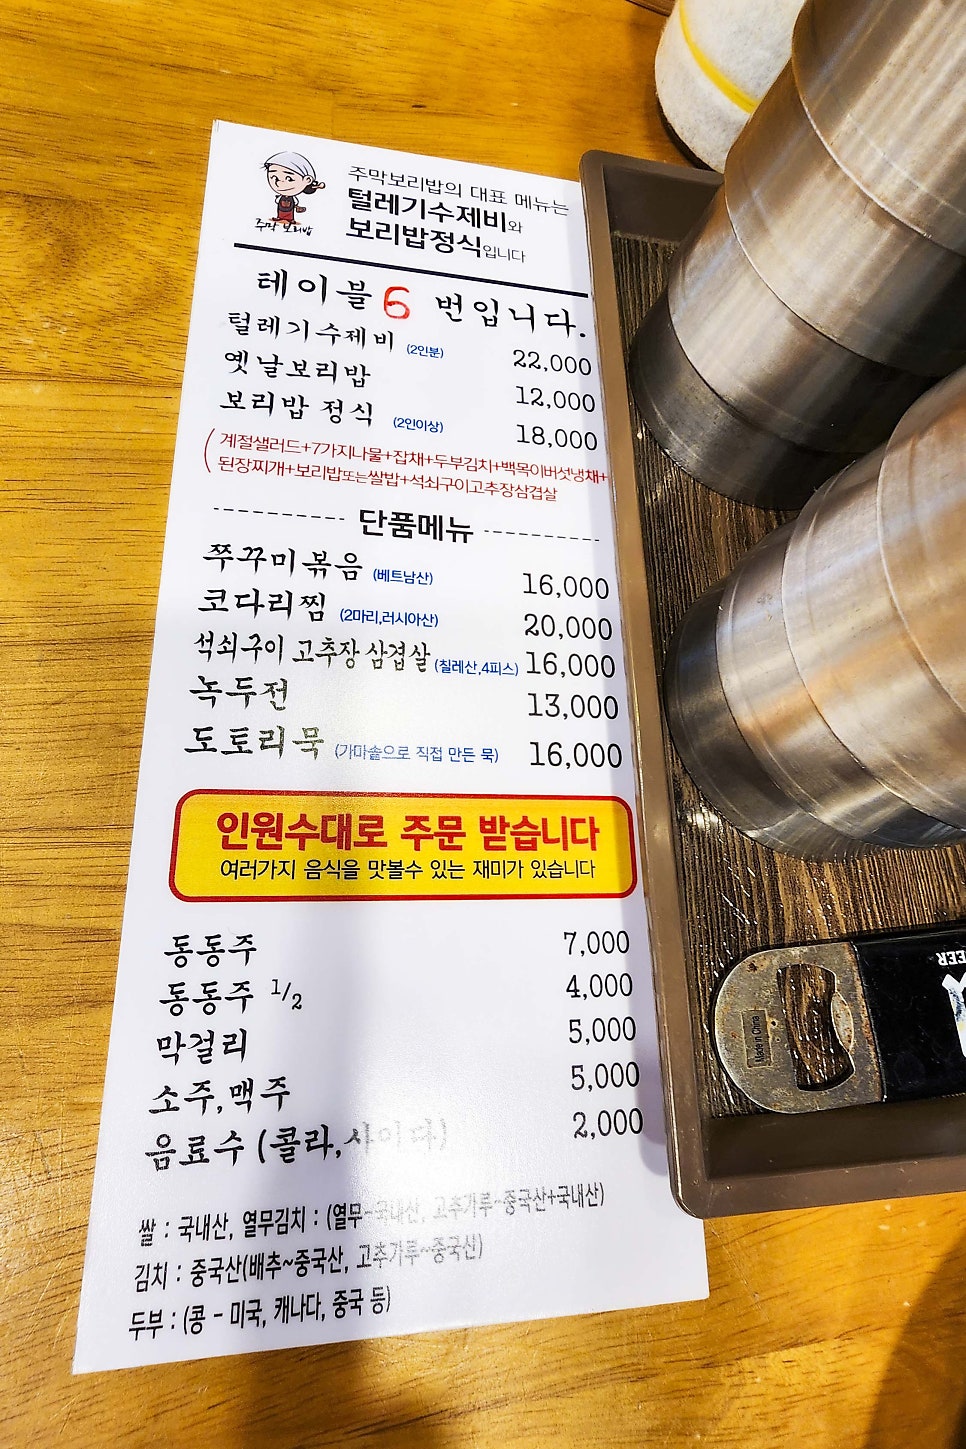 주막보리밥의 대표 메뉴는
털레기수제비와
보리밥정식입니다
주막 보리밥
테이블 6 번입니다.
털레기수제비 (2인분) 22,000
옛날보리밥 12,000
보리밥 정식 (2인이상) 18,000
(계절샐러드+7가지나물+잡채+두부김치+백목이버섯냉채+
된장찌개+보리밥또는쌀밥+석쇠구이고추장삼겹살
단품메뉴
쭈꾸미볶음 (베트남산) 16,000
코다리찜 (2마리,러시아산) 20,000
석쇠구이 고추장 삼겹살 (칠레산,4피스) 16,000
녹두전 13,000
도토리묵 (가마솥으로 직접 만든 묵) 16,000
인원수대로 주문 받습니다
여러가지 음식을 맛볼수 있는 재미가 있습니다
동동주 7,000
동동주 1/2 4,000
막걸리 5,000
소주,맥주 5,000
음료수 (콜라,사이다) 2,000
쌀 : 국내산, 열무김치 : (열무~국내산, 고추가루~중국산+국내산)
김치 : 중국산(배추~중국산, 고추가루~중국산)
두부 : (콩 - 미국, 캐나다, 중국 등)
Made in China